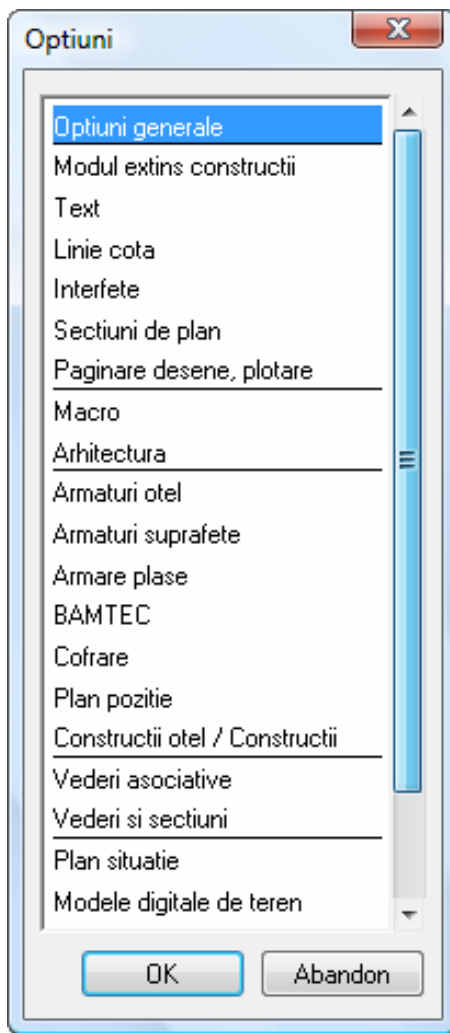 Optiuni
Optiuni generale
Modul extins constructii
Text
Linie cota
Interfete
Sectiuni de plan
Paginare desene, plotare
Macro
Arhitectura
Armaturi otel
Armaturi suprafete
Armare plase
BAMTEC
Cofrare
Plan pozitie
Constructii otel / Constructii
Vederi asociative
Vederi si sectiuni
Plan situatie
Modele digitale de teren
OK Abandon